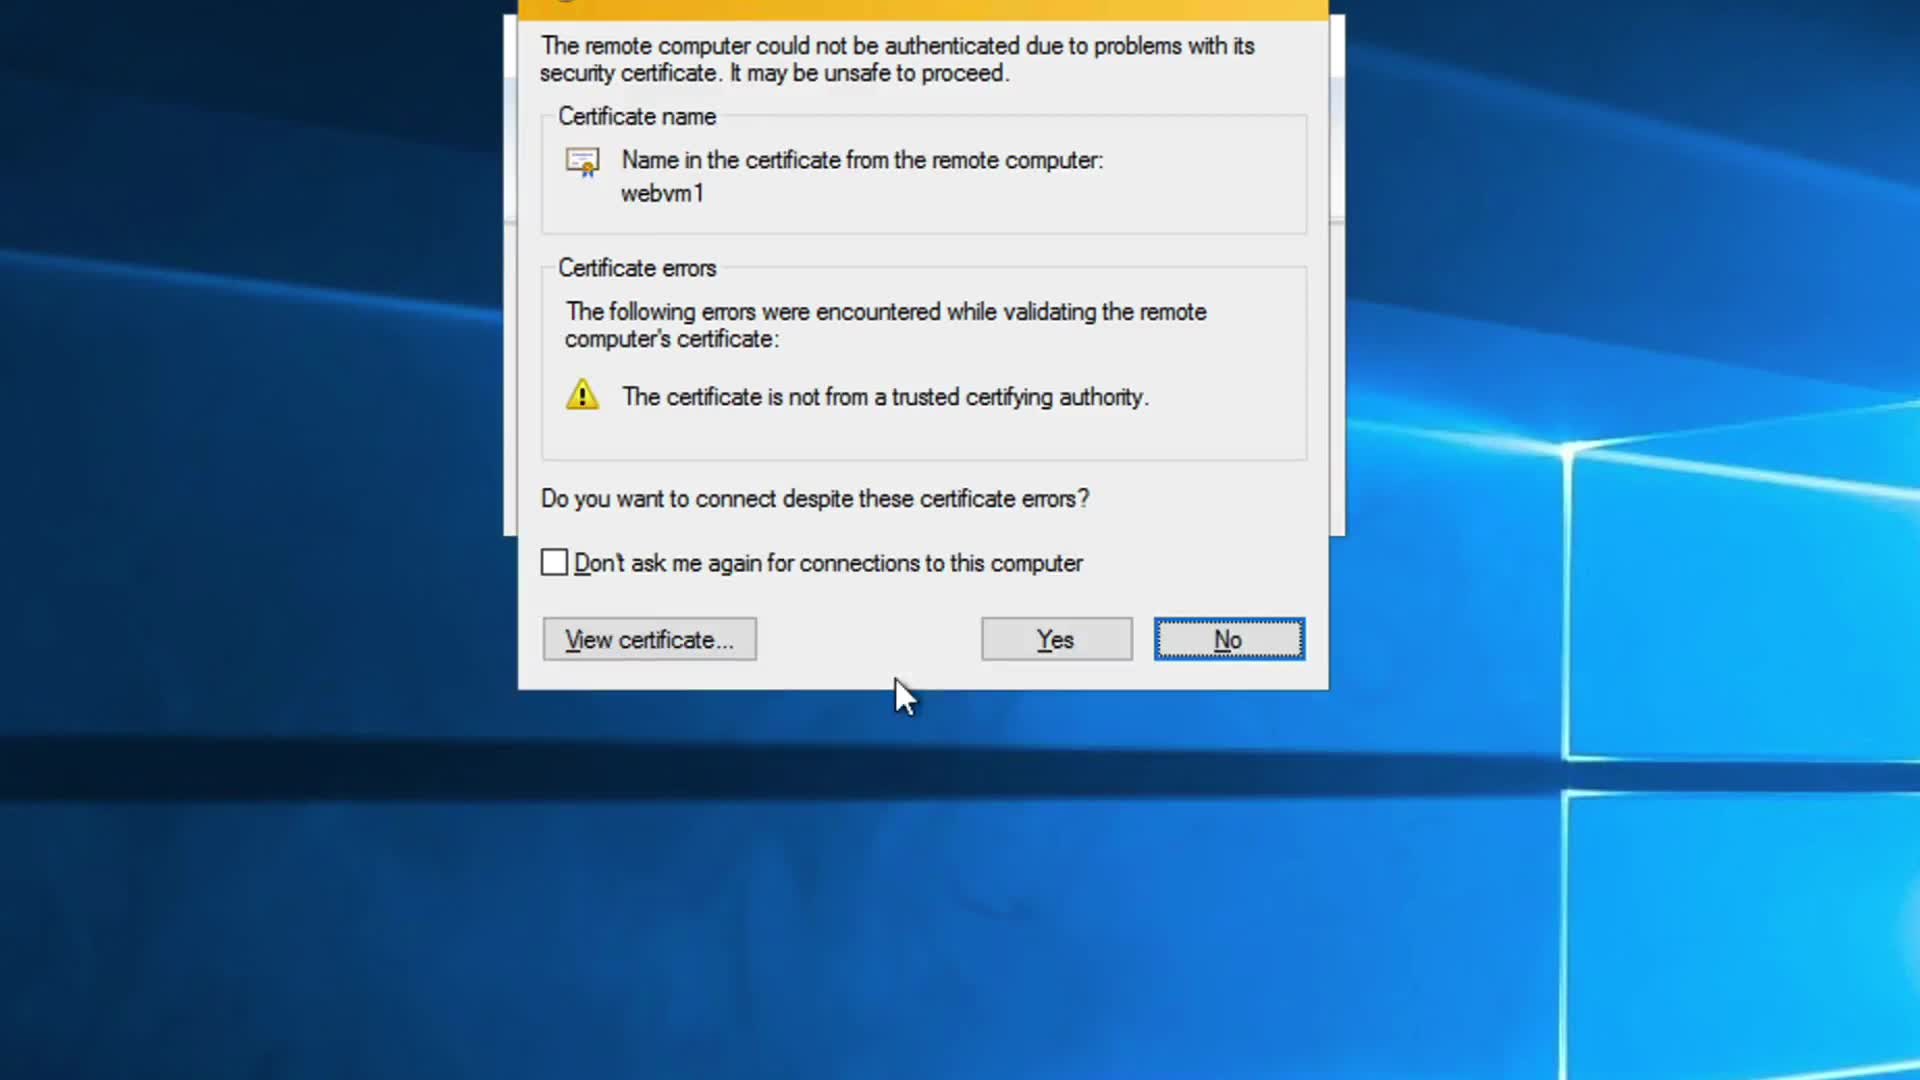 The remote computer could not be authenticated due to problems with its
security certificate. It may be unsafe to proceed.
Certificate name
Name in the certificate from the remote computer:
webvm1
Certificate errors
The following errors were encountered while validating the remote
computer's certificate:
The certificate is not from a trusted certifying authority.
Do you want to connect despite these certificate errors?
Don't ask me again for connections to this computer
View certificate...
Yes
No